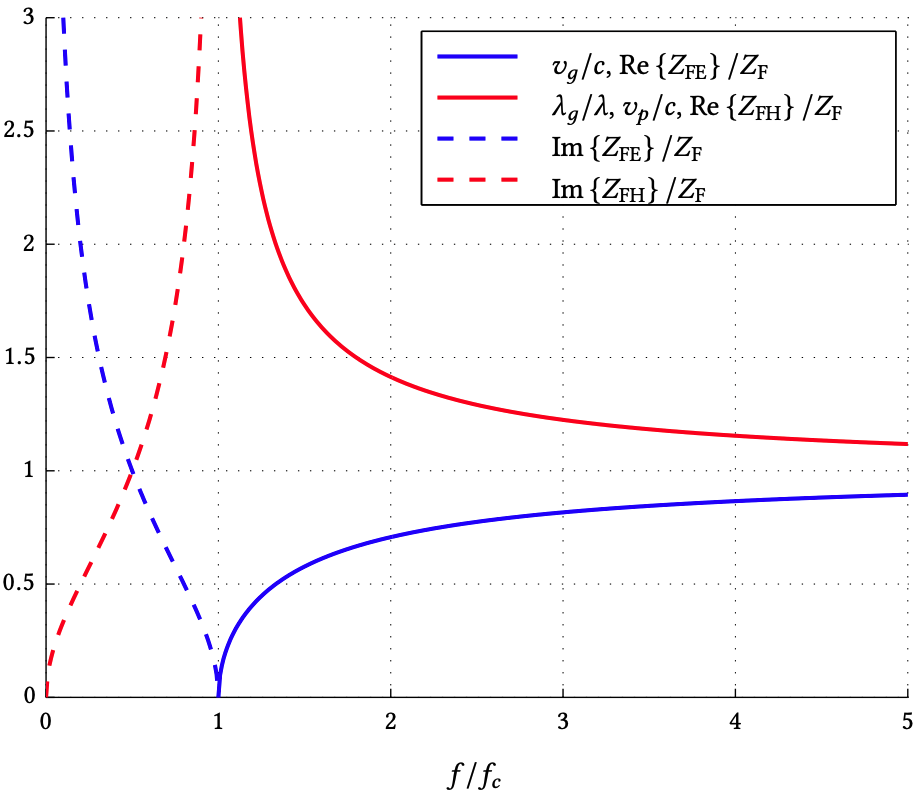 3
2.5
2
1.5
1
0.5
0
0
1
2
3
4
5
f/f_c
v_g/c, Re {Z_FE} /Z_F
λ_g/λ, v_p/c, Re {Z_FH} /Z_F
Im {Z_FE} /Z_F
Im {Z_FH} /Z_F